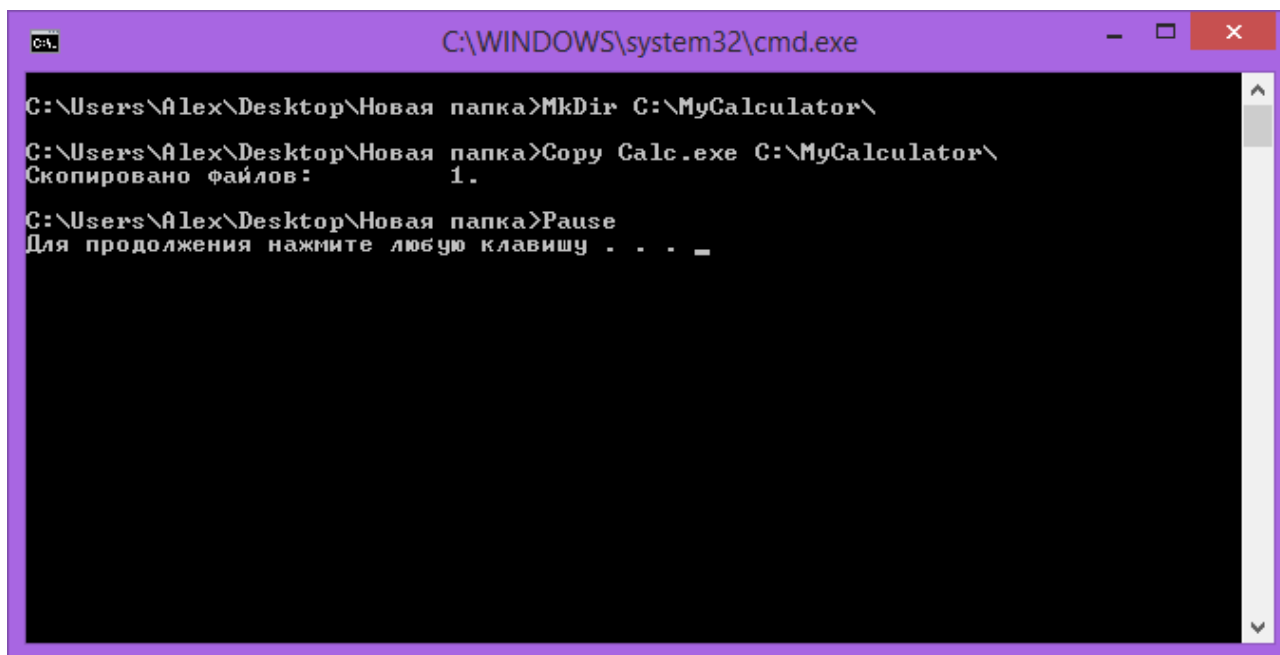 C:\WINDOWS\system32\cmd.exe
C:\Users\Alex\Desktop\Новая папка>MkDir C:\MyCalculator\
C:\Users\Alex\Desktop\Новая папка>Copy Calc.exe C:\MyCalculator\
Скопировано файлов:         1.
C:\Users\Alex\Desktop\Новая папка>Pause
Для продолжения нажмите любую клавишу . . . _